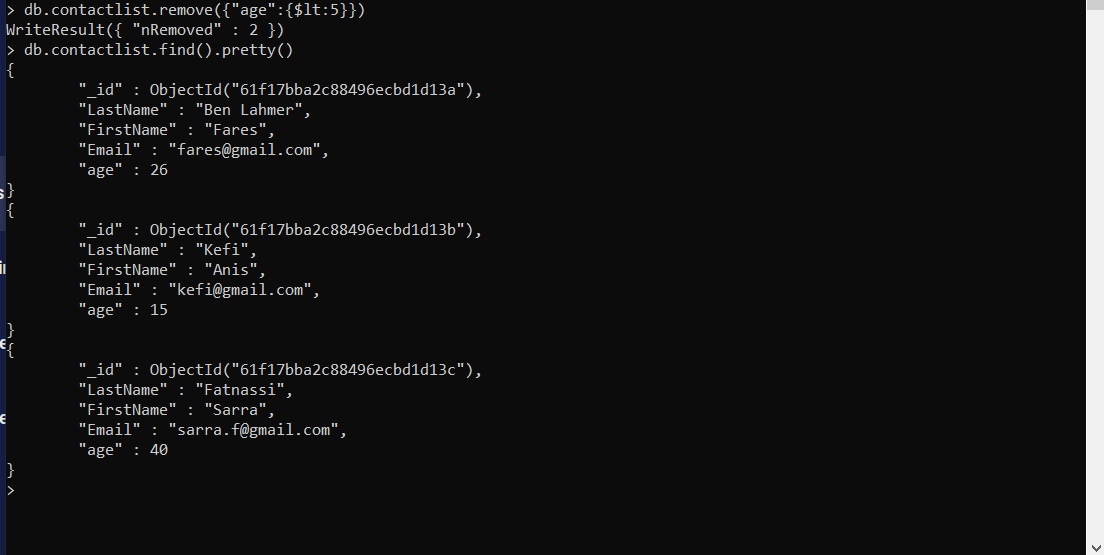 > db.contactlist.remove({"age":{$lt:5}})
WriteResult({ "nRemoved" : 2 })
> db.contactlist.find().pretty()
{
        "_id" : ObjectId("61f17bba2c88496ecbd1d13a"),
        "LastName" : "Ben Lahmer",
        "FirstName" : "Fares",
        "Email" : "fares@gmail.com",
        "age" : 26
}
{
        "_id" : ObjectId("61f17bba2c88496ecbd1d13b"),
        "LastName" : "Kefi",
        "FirstName" : "Anis",
        "Email" : "kefi@gmail.com",
        "age" : 15
}
{
        "_id" : ObjectId("61f17bba2c88496ecbd1d13c"),
        "LastName" : "Fatnassi",
        "FirstName" : "Sarra",
        "Email" : "sarra.f@gmail.com",
        "age" : 40
}
>